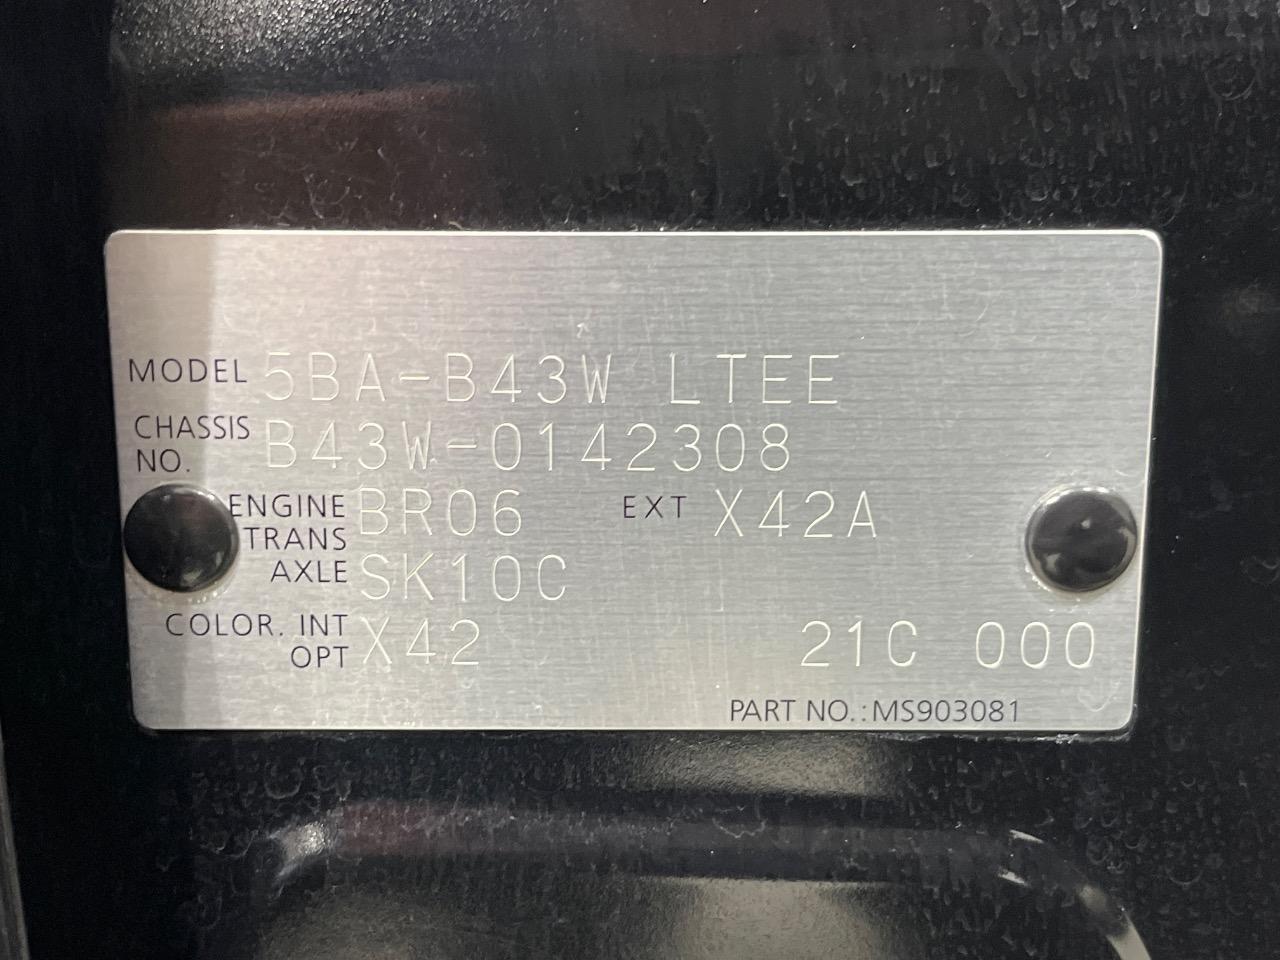 MODEL 5BA-B43W LTEE
CHASSIS NO. B43W-0142308
ENGINE BR06 EXT X42A
TRANS AXLE SK10C
COLOR. INT OPT X42 21C 000
PART NO.:MS903081